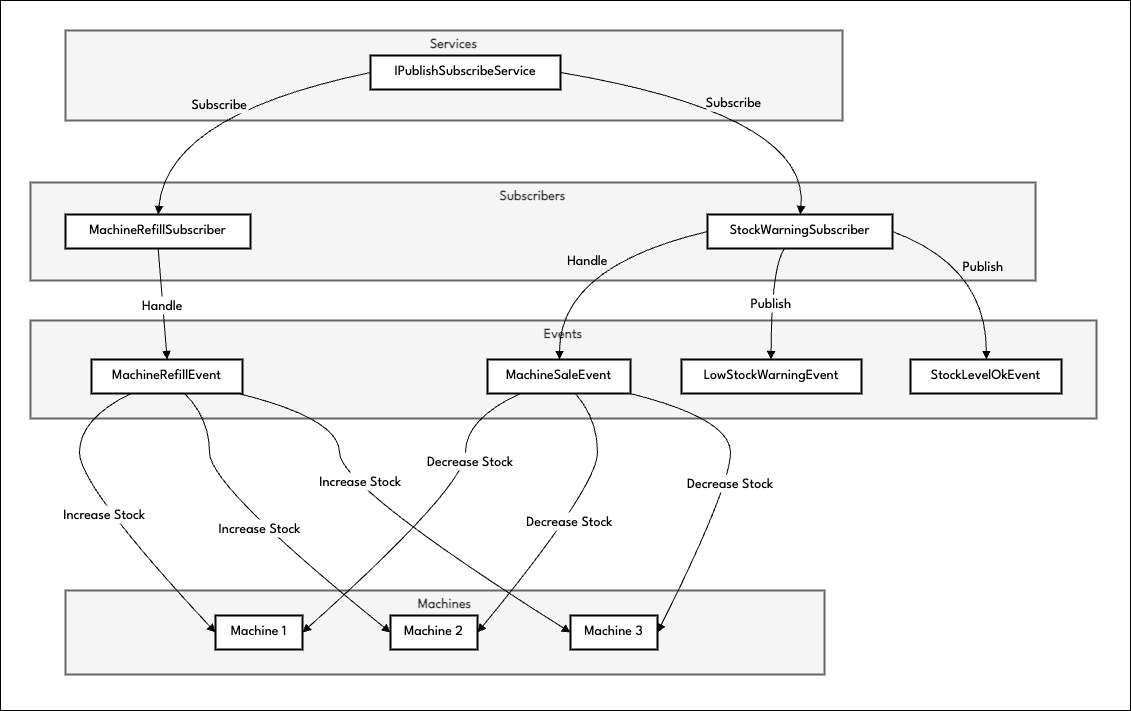 Services
IPublishSubscribeService
Subscribe
Subscribe
Subscribers
MachineRefillSubscriber
StockWarningSubscriber
Handle
Publish
Handle
Publish
Events
MachineRefillEvent
MachineSaleEvent
LowStockWarningEvent
StockLevelOkEvent
Decrease Stock
Increase Stock
Decrease Stock
Increase Stock
Decrease Stock
Increase Stock
Machines
Machine 1
Machine 2
Machine 3